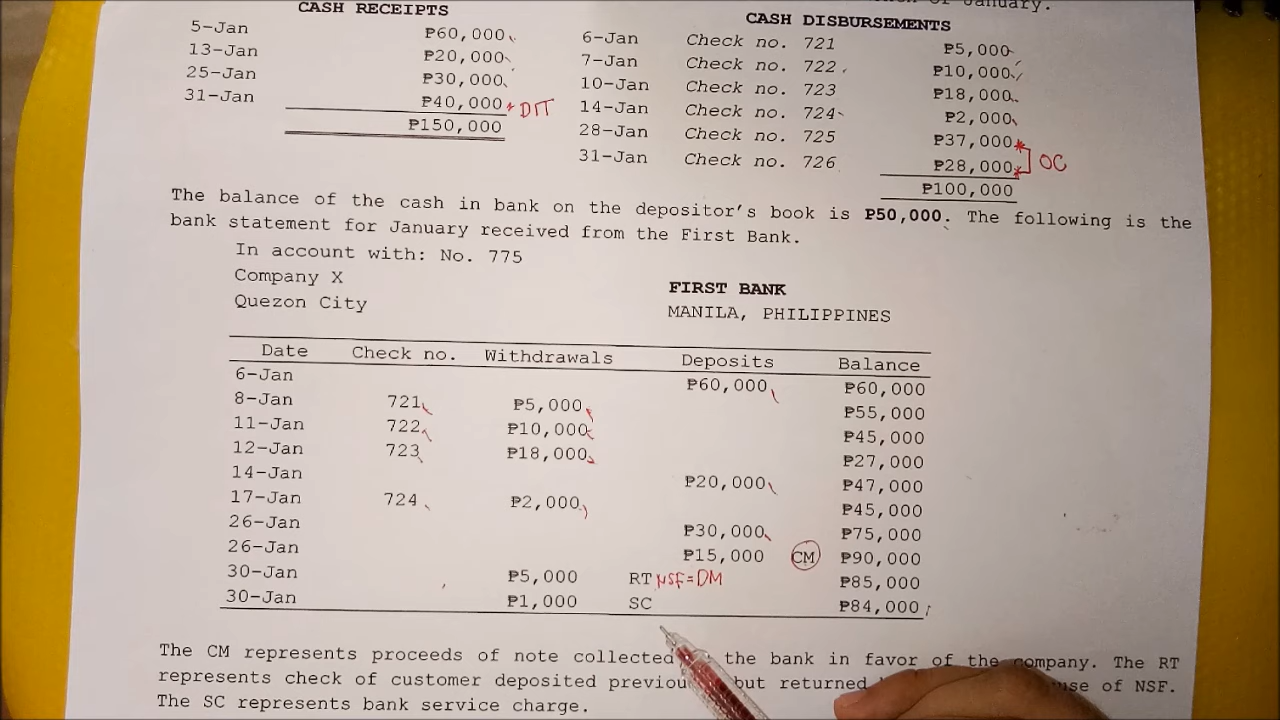 January.
CASH RECEIPTS CASH DISBURSEMENTS
5-Jan ₱60,000 6-Jan Check no. 721 ₱5,000
13-Jan ₱20,000 7-Jan Check no. 722 ₱10,000
25-Jan ₱30,000 10-Jan Check no. 723 ₱18,000
31-Jan ₱40,000 * DIT 14-Jan Check no. 724 ₱2,000
₱150,000 28-Jan Check no. 725 ₱37,000 *
31-Jan Check no. 726 ₱28,000 * OC
₱100,000
The balance of the cash in bank on the depositor's book is ₱50,000. The following is the
bank statement for January received from the First Bank.
In account with: No. 775
Company X FIRST BANK
Quezon City MANILA, PHILIPPINES
Date Check no. Withdrawals Deposits Balance
6-Jan ₱60,000 ₱60,000
8-Jan 721 ₱5,000 ₱55,000
11-Jan 722 ₱10,000 ₱45,000
12-Jan 723 ₱18,000 ₱27,000
14-Jan ₱20,000 ₱47,000
17-Jan 724 ₱2,000 ₱45,000
26-Jan ₱30,000 ₱75,000
26-Jan ₱15,000 CM ₱90,000
30-Jan ₱5,000 RT NSF=DM ₱85,000
30-Jan ₱1,000 SC ₱84,000
The CM represents proceeds of note collected the bank in favor of the company. The RT
represents check of customer deposited but returned of NSF.
The SC represents bank service charge.